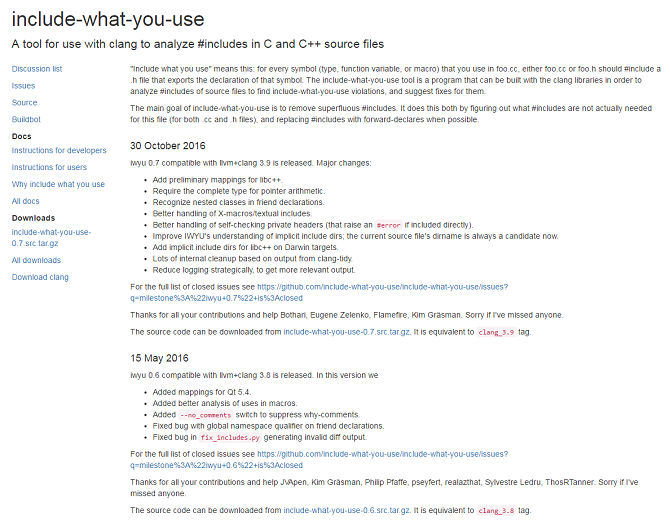 include-what-you-use
A tool for use with clang to analyze #includes in C and C++ source files
Discussion list
Issues
Source
Buildbot
Docs
Instructions for developers
Instructions for users
Why include what you use
All docs
Downloads
include-what-you-use-
0.7.src.tar.gz
All downloads
Download clang
"Include what you use" means this: for every symbol (type, function variable, or macro) that you use in foo.cc, either foo.cc or foo.h should #include a
.h file that exports the declaration of that symbol. The include-what-you-use tool is a program that can be built with the clang libraries in order to
analyze #includes of source files to find include-what-you-use violations, and suggest fixes for them.
The main goal of include-what-you-use is to remove superfluous #includes. It does this both by figuring out what #includes are not actually needed
for this file (for both .cc and .h files), and replacing #includes with forward-declares when possible.
30 October 2016
iwyu 0.7 compatible with llvm+clang 3.9 is released. Major changes:
• Add preliminary mappings for libc++.
• Require the complete type for pointer arithmetic.
• Recognize nested classes in friend declarations.
• Better handling of X-macros/textual includes.
• Better handling of self-checking private headers (that raise an #error if included directly).
• Improve IWYU's understanding of implicit include dirs; the current source file's dirname is always a candidate now.
• Add implicit include dirs for libc++ on Darwin targets.
• Lots of internal cleanup based on output from clang-tidy.
• Reduce logging strategically, to get more relevant output.
For the full list of closed issues see https://github.com/include-what-you-use/include-what-you-use/issues?
q=milestone%3A%22iwyu+0.7%22+is%3Aclosed
Thanks for all your contributions and help Bothari, Eugene Zelenko, Flamefire, Kim Gräsman. Sorry if I've missed anyone.
The source code can be downloaded from include-what-you-use-0.7.src.tar.gz. It is equivalent to clang_3.9 tag.
15 May 2016
iwyu 0.6 compatible with llvm+clang 3.8 is released. In this version we
• Added mappings for Qt 5.4.
• Added better analysis of uses in macros.
• Added --no_comments switch to suppress why-comments.
• Fixed bug with global namespace qualifier on friend declarations.
• Fixed bug in fix_includes.py generating invalid diff output.
For the full list of closed issues see https://github.com/include-what-you-use/include-what-you-use/issues?
q=milestone%3A%22iwyu+0.6%22+is%3Aclosed
Thanks for all your contributions and help JVApen, Kim Gräsman, Philip Pfaffe, pseyfert, realazthat, Sylvestre Ledru, ThosRTanner. Sorry if I've
missed anyone.
The source code can be downloaded from include-what-you-use-0.6.src.tar.gz. It is equivalent to clang_3.8 tag.